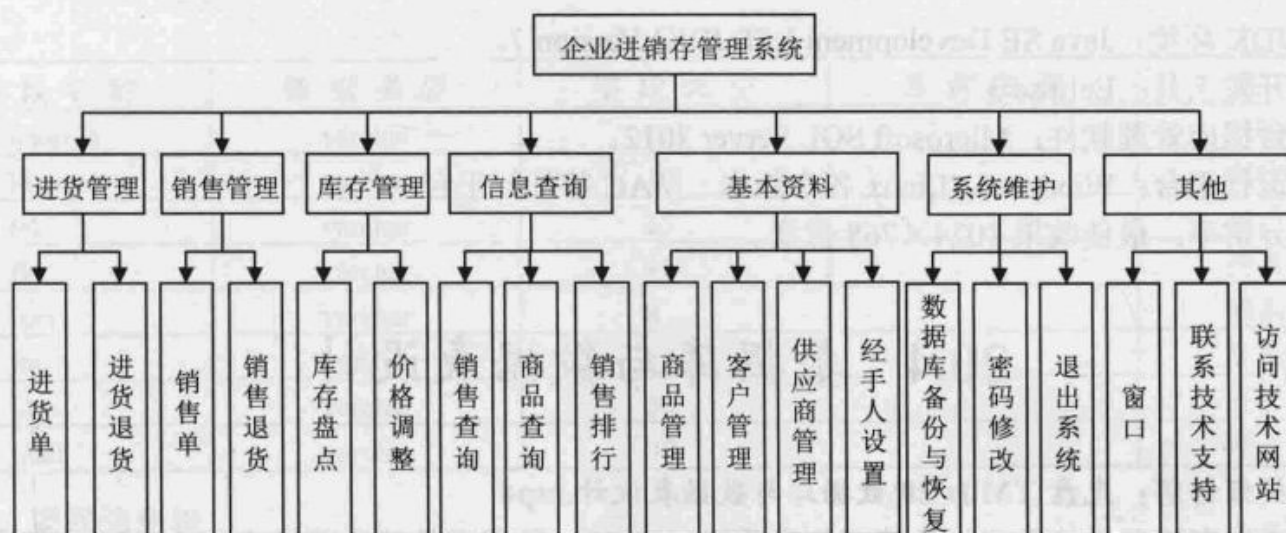 企业进销存管理系统
进货管理
销售管理
库存管理
信息查询
基本资料
系统维护
其他
进货单
进货退货
销售单
销售退货
库存盘点
价格调整
销售查询
商品查询
销售排行
商品管理
客户管理
供应商管理
经手人设置
数据库备份与恢复
密码修改
退出系统
窗口
联系技术支持
访问技术网站